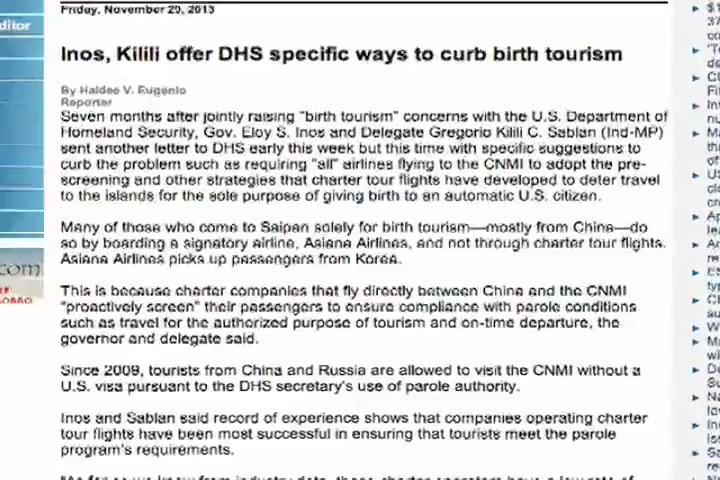 ditor
Friday, November 29, 2013
Inos, Kilili offer DHS specific ways to curb birth tourism
By Haidee V. Eugenio
Reporter
Seven months after jointly raising "birth tourism" concerns with the U.S. Department of
Homeland Security, Gov. Eloy S. Inos and Delegate Gregorio Kilili C. Sablan (Ind-MP)
sent another letter to DHS early this week but this time with specific suggestions to
curb the problem such as requiring "all" airlines flying to the CNMI to adopt the pre-
screening and other strategies that charter tour flights have developed to deter travel
to the islands for the sole purpose of giving birth to an automatic U.S. citizen.
Many of those who come to Saipan solely for birth tourism—mostly from China—do
so by boarding a signatory airline, Asiana Airlines, and not through charter tour flights.
Asiana Airlines picks up passengers from Korea.
This is because charter companies that fly directly between China and the CNMI
"proactively screen" their passengers to ensure compliance with parole conditions
such as travel for the authorized purpose of tourism and on-time departure, the
governor and delegate said.
Since 2009, tourists from China and Russia are allowed to visit the CNMI without a
U.S. visa pursuant to the DHS secretary's use of parole authority.
Inos and Sablan said record of experience shows that companies operating charter
tour flights have been most successful in ensuring that tourists meet the parole
program's requirements.
com